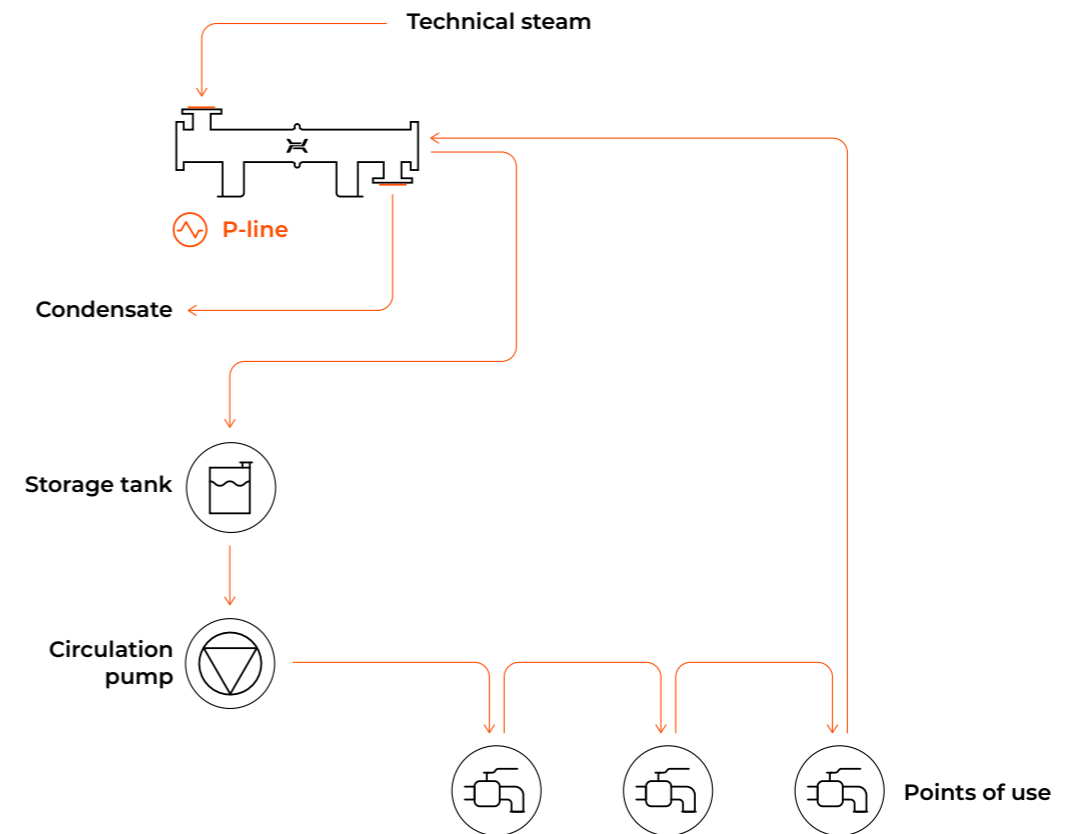 Technical steam
P-line
Condensate
Storage tank
Circulation
pump
Points of use